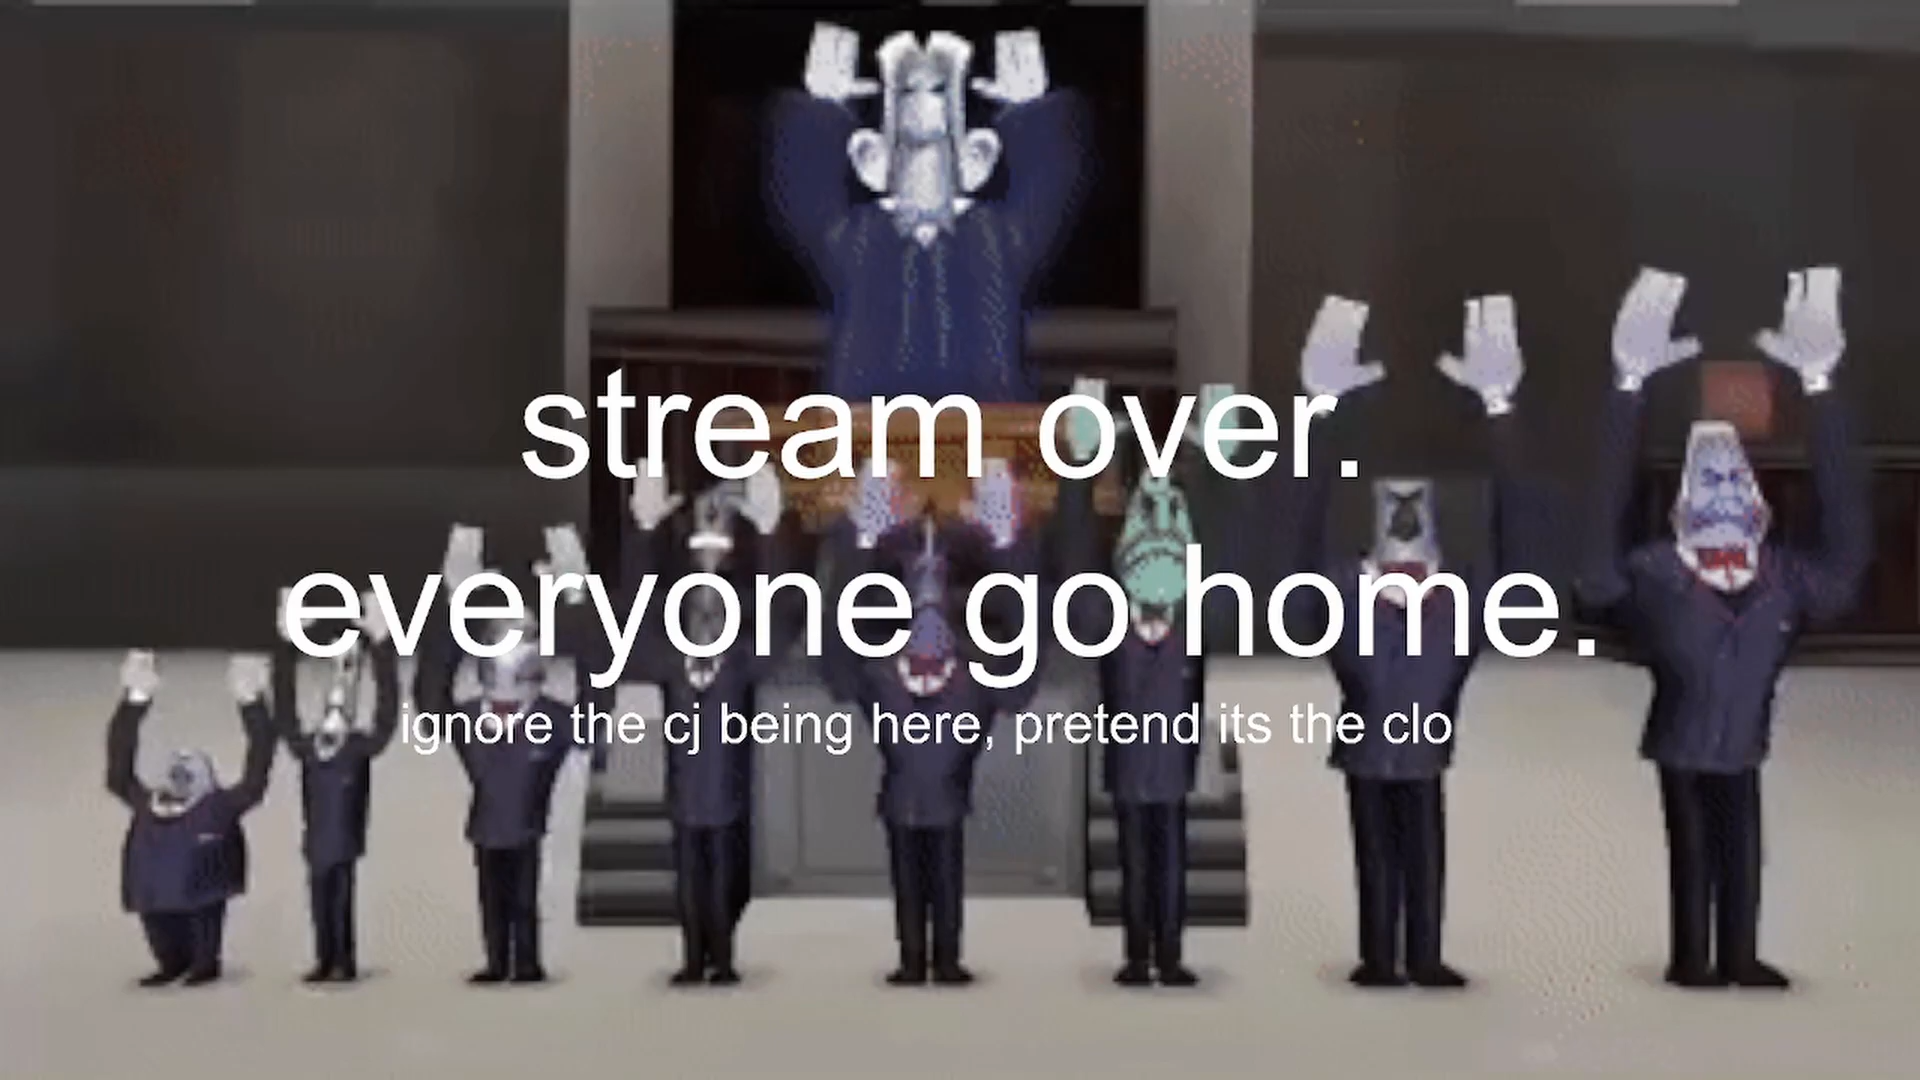 stream over.
everyone go home.
ignore the cj being here, pretend its the clo